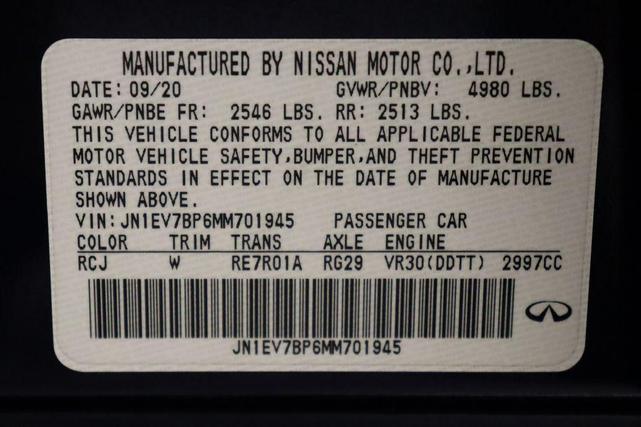 MANUFACTURED BY NISSAN MOTOR CO.,LTD.
DATE: 09/20 GVWR/PNBV: 4980 LBS.
GAWR/PNBE FR: 2546 LBS. RR: 2513 LBS.
THIS VEHICLE CONFORMS TO ALL APPLICABLE FEDERAL
MOTOR VEHICLE SAFETY,BUMPER,AND THEFT PREVENTION
STANDARDS IN EFFECT ON THE DATE OF MANUFACTURE
SHOWN ABOVE.
VIN: JN1EV7BP6MM701945 PASSENGER CAR
COLOR TRIM TRANS AXLE ENGINE
RCJ W RE7R01A RG29 VR30(DDTT) 2997CC
JN1EV7BP6MM701945